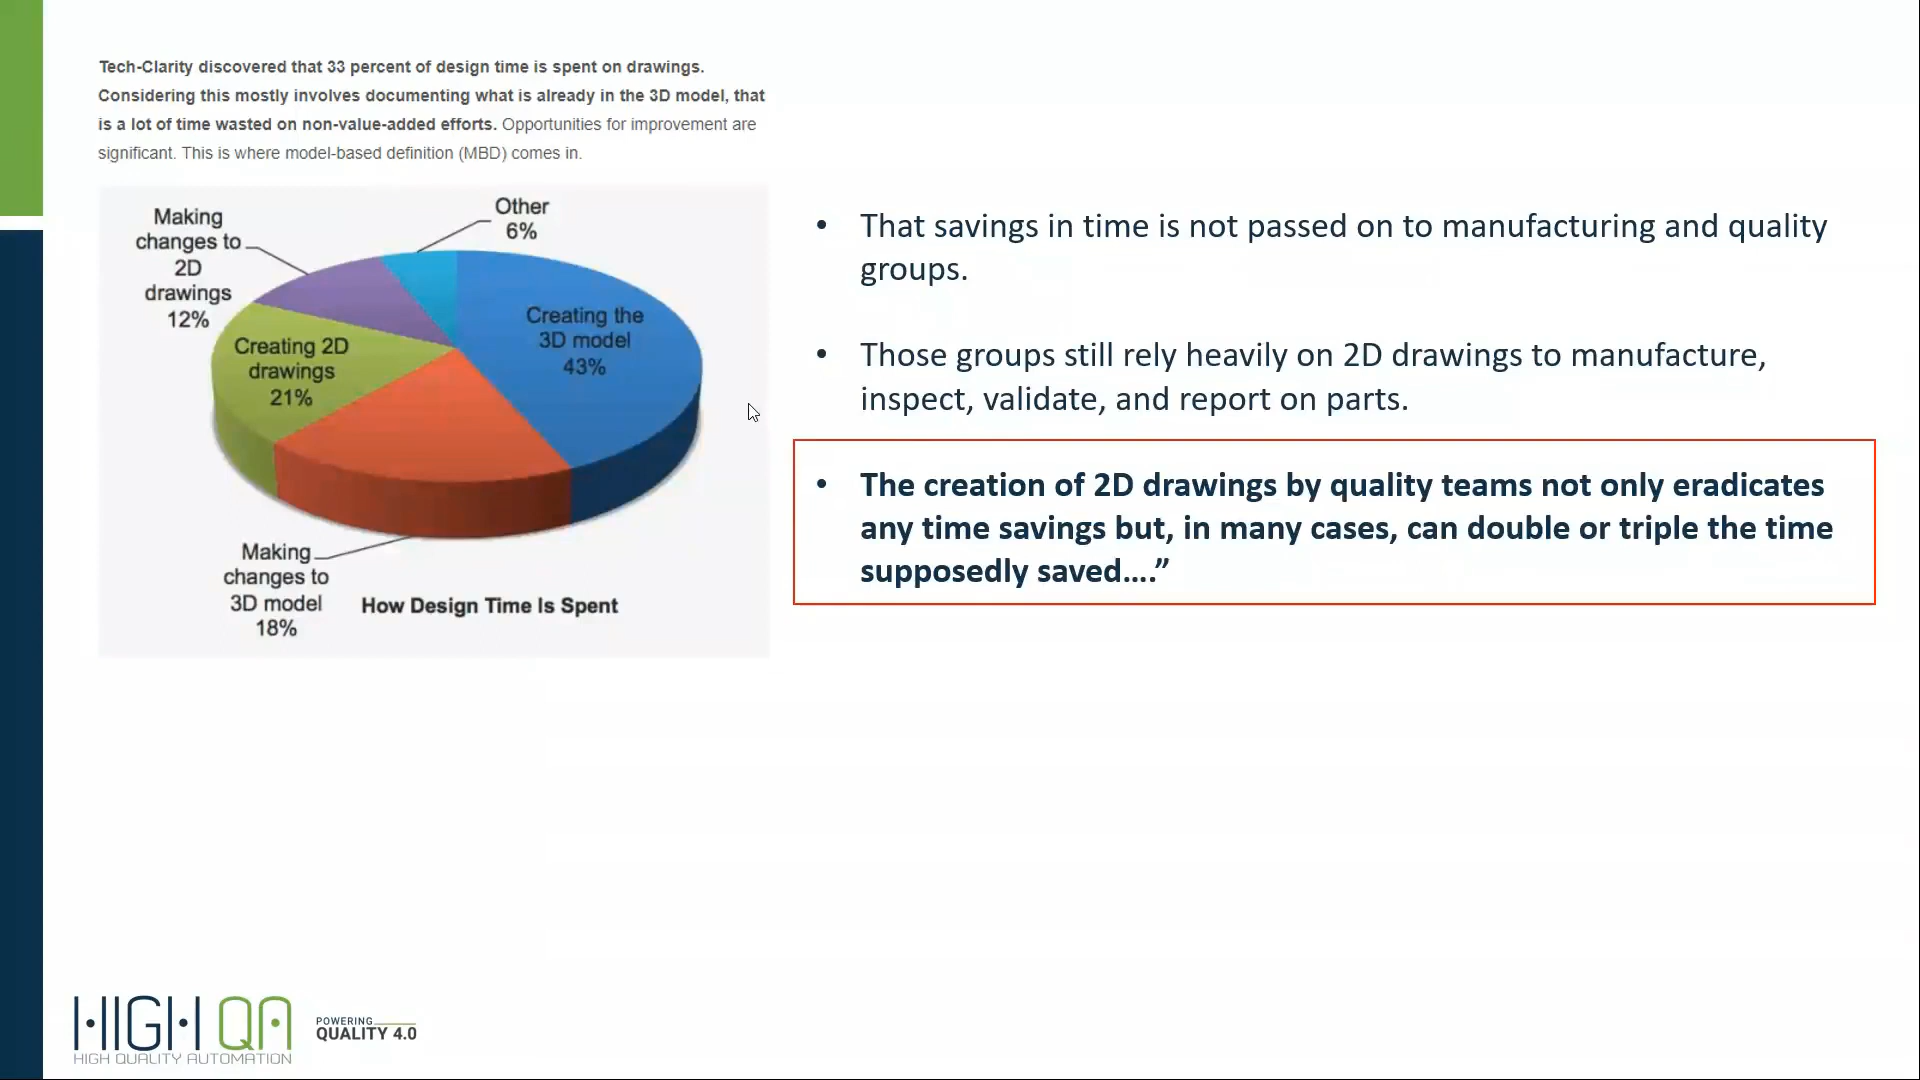 Tech-Clarity discovered that 33 percent of design time is spent on drawings.
Considering this mostly involves documenting what is already in the 3D model, that
is a lot of time wasted on non-value-added efforts. Opportunities for improvement are
significant. This is where model-based definition (MBD) comes in.
Making
changes to
2D
drawings
12%
Other
6%
Creating the
3D model
43%
Creating 2D
drawings
21%
Making
changes to
3D model
18%
How Design Time Is Spent
• That savings in time is not passed on to manufacturing and quality
groups.
• Those groups still rely heavily on 2D drawings to manufacture,
inspect, validate, and report on parts.
• The creation of 2D drawings by quality teams not only eradicates
any time savings but, in many cases, can double or triple the time
supposedly saved….”
HIGH QA
HIGH QUALITY AUTOMATION
POWERING
QUALITY 4.0